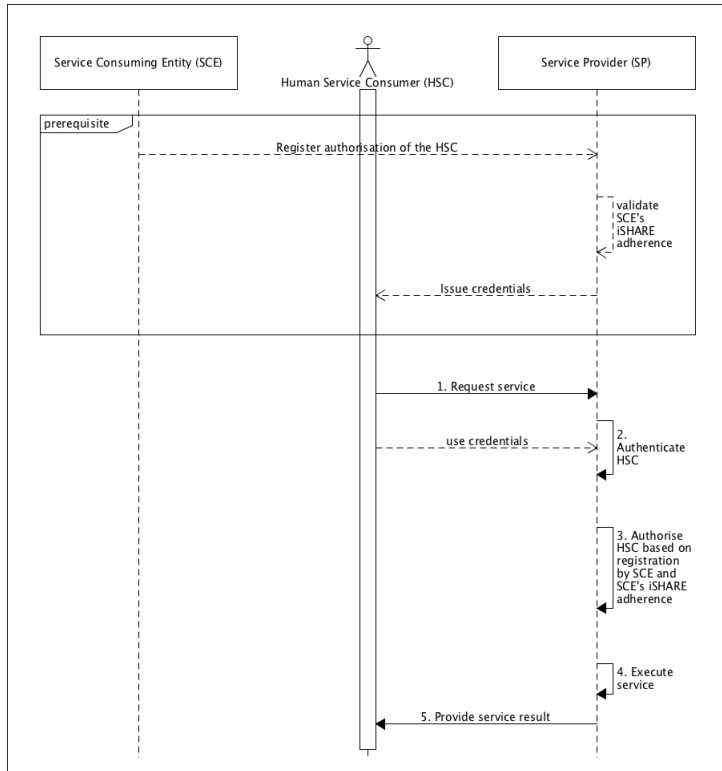 Service Consuming Entity (SCE)
Human Service Consumer (HSC)
Service Provider (SP)
prerequisite
Register authorisation of the HSC
validate
SCE's
iSHARE
adherence
Issue credentials
1. Request service
2.
Authenticate
HSC
use credentials
3. Authorise
HSC based on
registration
by SCE and
SCE's iSHARE
adherence
4. Execute
service
5. Provide service result